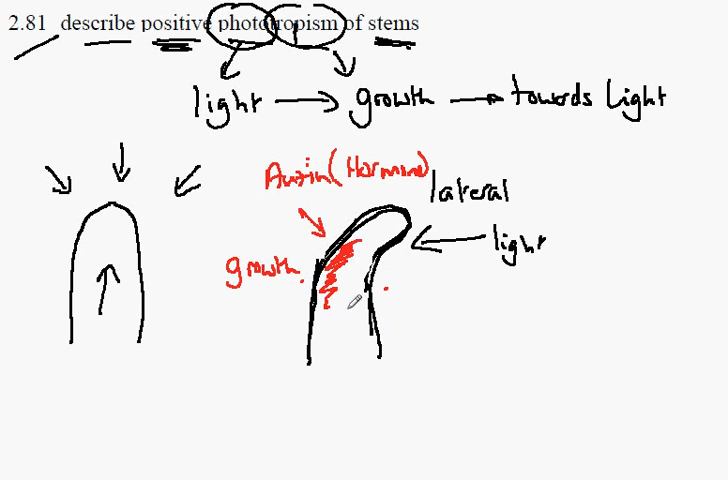 2.81 describe positive phototropism of stems
light → growth → towards Light
Auxin (Hormone)
lateral
light
growth.